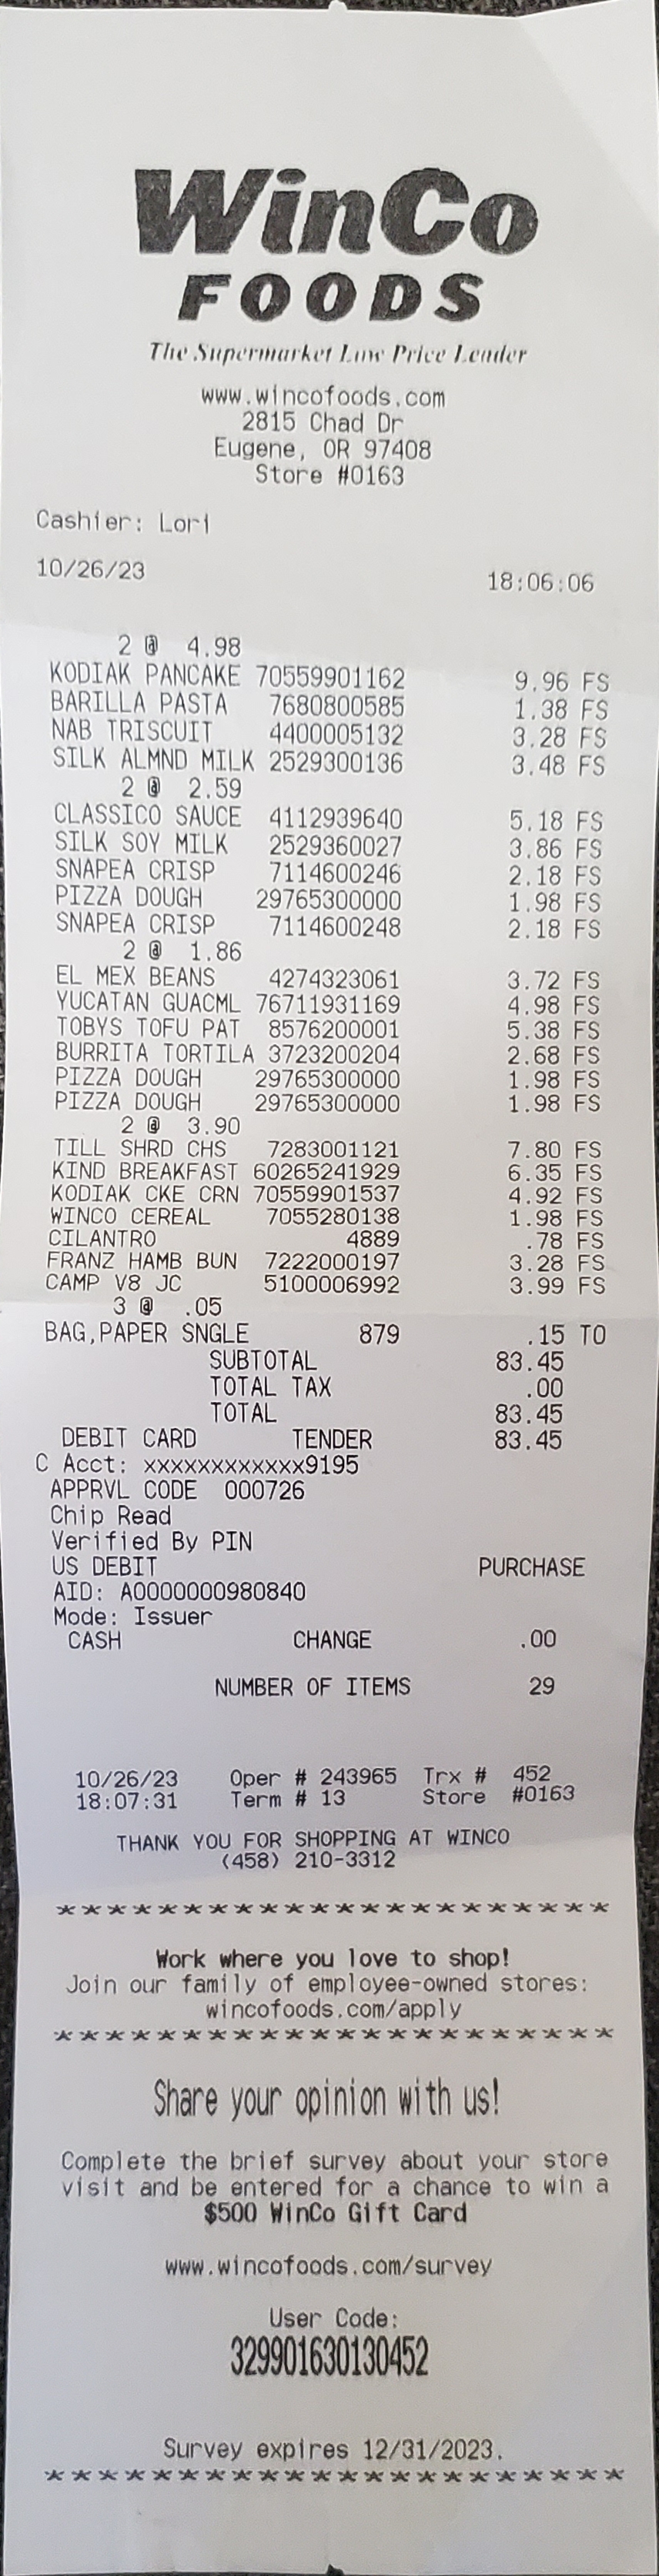 WinCo
FOODS
The Supermarket Low Price Leader
www.wincofoods.com
2815 Chad Dr
Eugene, OR 97408
Store #0163
Cashier: Lori
10/26/23 18:06:06
2 @ 4.98
KODIAK PANCAKE 70559901162 9.96 FS
BARILLA PASTA 7680800585 1.38 FS
NAB TRISCUIT 4400005132 3.28 FS
SILK ALMND MILK 2529300136 3.48 FS
2 @ 2.59
CLASSICO SAUCE 4112939640 5.18 FS
SILK SOY MILK 2529360027 3.86 FS
SNAPEA CRISP 7114600246 2.18 FS
PIZZA DOUGH 29765300000 1.98 FS
SNAPEA CRISP 7114600248 2.18 FS
2 @ 1.86
EL MEX BEANS 4274323061 3.72 FS
YUCATAN GUACML 76711931169 4.98 FS
TOBYS TOFU PAT 8576200001 5.38 FS
BURRITA TORTILA 3723200204 2.68 FS
PIZZA DOUGH 29765300000 1.98 FS
PIZZA DOUGH 29765300000 1.98 FS
2 @ 3.90
TILL SHRD CHS 7283001121 7.80 FS
KIND BREAKFAST 60265241929 6.35 FS
KODIAK CKE CRN 70559901537 4.92 FS
WINCO CEREAL 7055280138 1.98 FS
CILANTRO 4889 .78 FS
FRANZ HAMB BUN 7222000197 3.28 FS
CAMP V8 JC 5100006992 3.99 FS
3 @ .05
BAG,PAPER SNGLE 879 .15 TO
SUBTOTAL 83.45
TOTAL TAX .00
TOTAL 83.45
DEBIT CARD TENDER 83.45
C Acct: xxxxxxxxxxxx9195
APPRVL CODE 000726
Chip Read
Verified By PIN
US DEBIT PURCHASE
AID: A0000000980840
Mode: Issuer
CASH CHANGE .00
NUMBER OF ITEMS 29
10/26/23 Oper # 243965 Trx # 452
18:07:31 Term # 13 Store #0163
THANK YOU FOR SHOPPING AT WINCO
(458) 210-3312
**********************
Work where you love to shop!
Join our family of employee-owned stores:
wincofoods.com/apply
**********************
Share your opinion with us!
Complete the brief survey about your store
visit and be entered for a chance to win a
$500 WinCo Gift Card
www.wincofoods.com/survey
User Code:
329901630130452
Survey expires 12/31/2023.
***********************